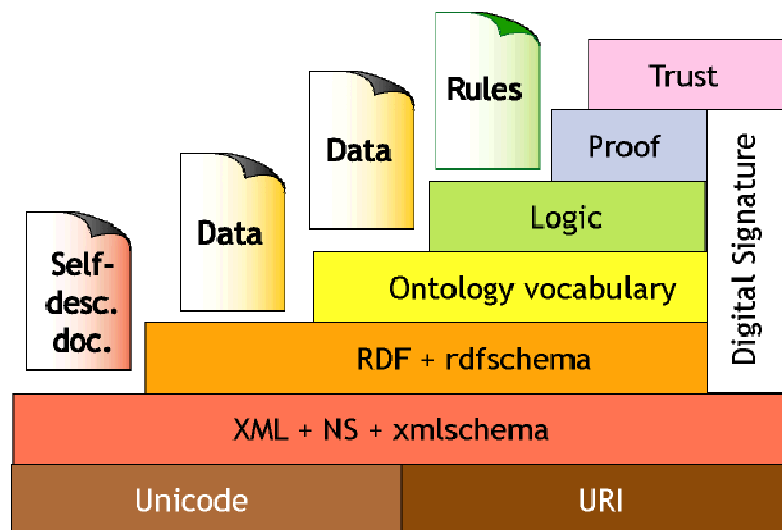 Rules
Trust
Data
Proof
Data
Logic
Self-
desc.
doc.
Ontology vocabulary
Digital Signature
RDF + rdfschema
XML + NS + xmlschema
Unicode
URI